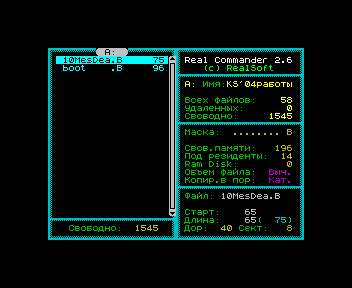 A:
10MesDea.B 75
boot .B 96
Свободно: 1545
Real Commander 2.6
(c) RealSoft
A: Имя:KS'04работы
Всех файлов: 58
Удаленных: 0
Свободно: 1545
Маска: ........ B
Своб.памяти: 196
Под резиденты: 14
Ram Disk: 0
Объем файла: Выч.
Копир.в пор: Кат.
Файл: 10MesDea.B
Старт: 65
Длина: 65( 75)
Дор: 40 Сект: 8